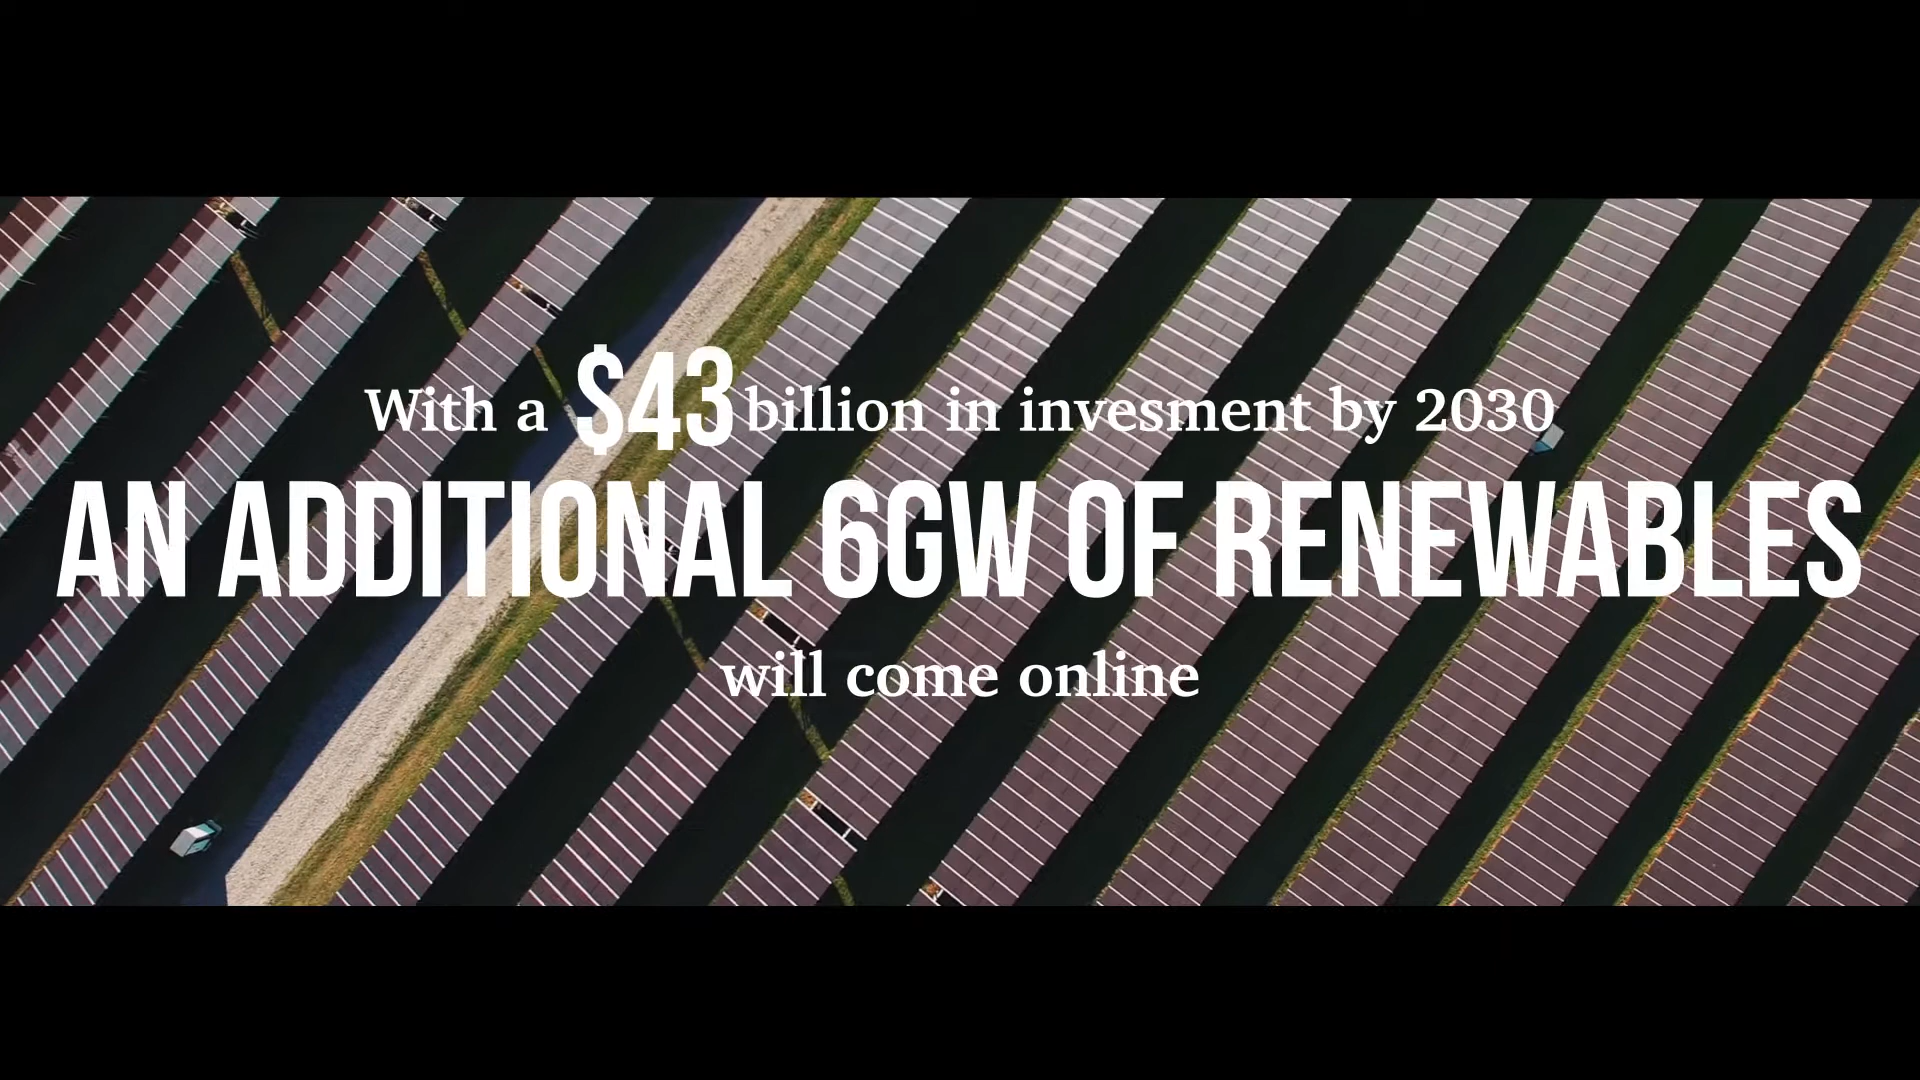 With a $43 billion in invesment by 2030
AN ADDITIONAL 6GW OF RENEWABLES
will come online